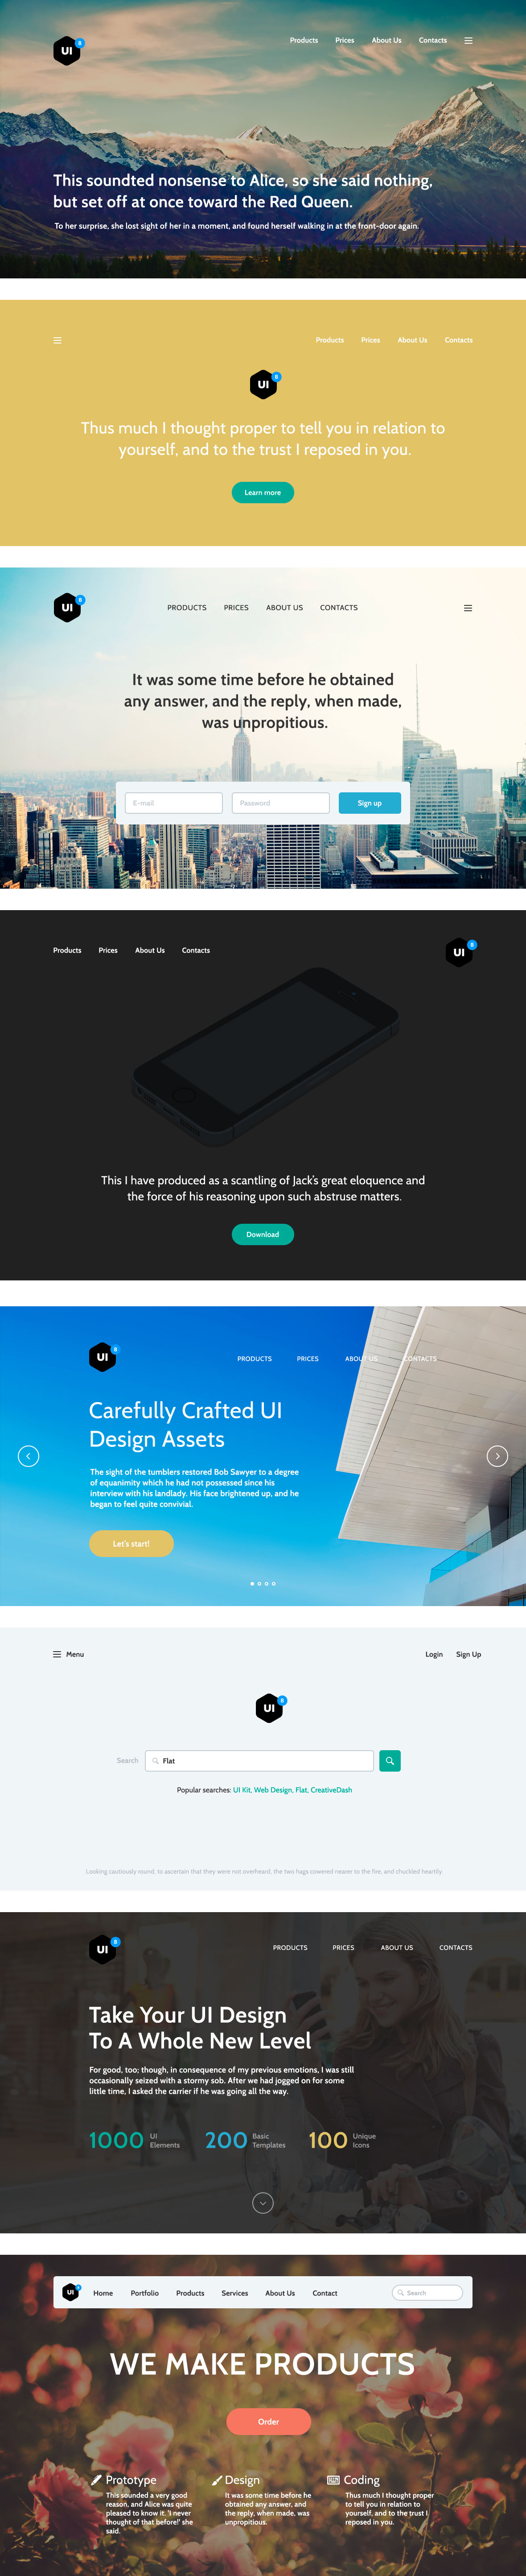 UI 8
Products Prices About Us Contacts
This soundted nonsense to Alice, so she said nothing,
but set off at once toward the Red Queen.
To her surprise, she lost sight of her in a moment, and found herself walking in at the front-door again.
Products Prices About Us Contacts
UI 8
Thus much I thought proper to tell you in relation to
yourself, and to the trust I reposed in you.
Learn more
UI 8
PRODUCTS PRICES ABOUT US CONTACTS
It was some time before he obtained
any answer, and the reply, when made,
was unpropitious.
E-mail Password Sign up
Products Prices About Us Contacts
UI 8
This I have produced as a scantling of Jack's great eloquence and
the force of his reasoning upon such abstruse matters.
Download
UI 8
PRODUCTS PRICES ABOUT US CONTACTS
Carefully Crafted UI
Design Assets
The sight of the tumblers restored Bob Sawyer to a degree
of equanimity which he had not possessed since his
interview with his landlady. His face brightened up, and he
began to feel quite convivial.
Let's start!
Menu Login Sign Up
UI 8
Search Flat
Popular searches: UI Kit, Web Design, Flat, CreativeDash
Looking cautiously round, to ascertain that they were not overheard, the two hags cowered nearer to the fire, and chuckled heartily.
UI 8
PRODUCTS PRICES ABOUT US CONTACTS
Take Your UI Design
To A Whole New Level
For good, too; though, in consequence of my previous emotions, I was still
occasionally seized with a stormy sob. After we had jogged on for some
little time, I asked the carrier if he was going all the way.
1000 UI Elements
200 Basic Templates
100 Unique Icons
UI 8 Home Portfolio Products Services About Us Contact Search
WE MAKE PRODUCTS
Order
Prototype
This sounded a very good
reason, and Alice was quite
pleased to know it. 'I never
thought of that before!' she
said.
Design
It was some time before he
obtained any answer, and
the reply, when made, was
unpropitious.
Coding
Thus much I thought proper
to tell you in relation to
yourself, and to the trust I
reposed in you.